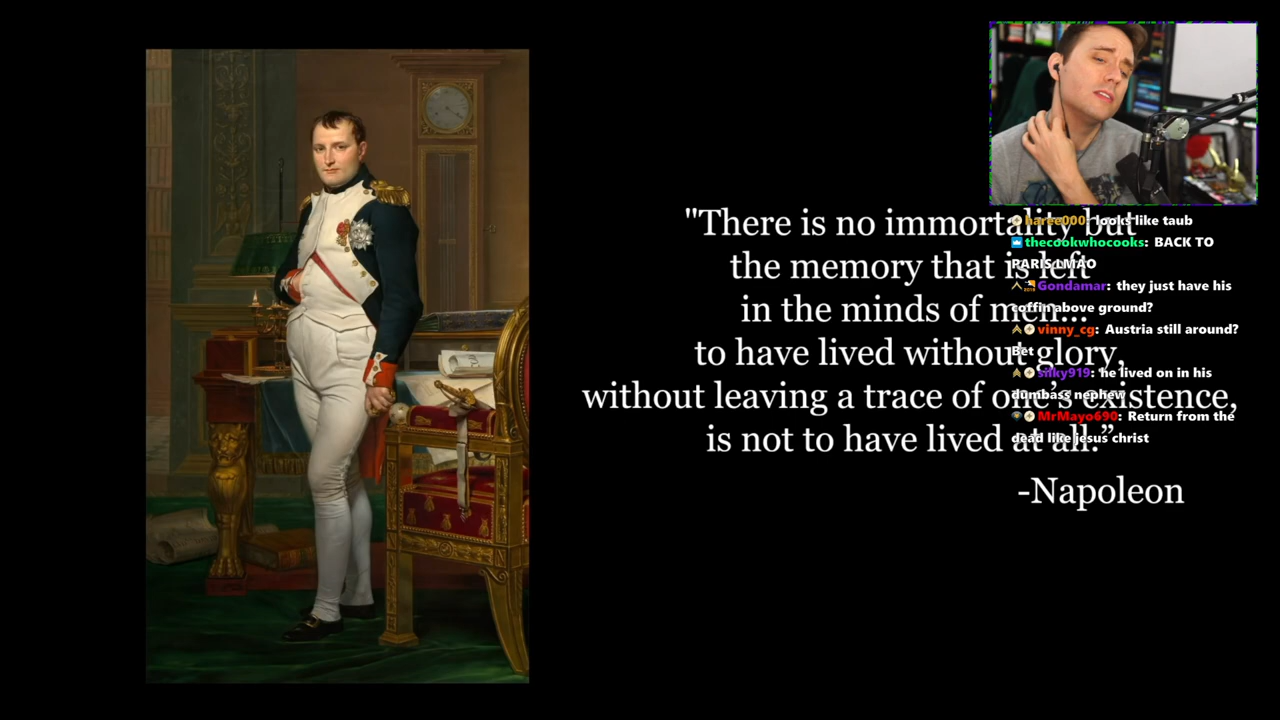 "There is no immortality but
the memory that is left
in the minds of men...
to have lived without glory,
without leaving a trace of one's existence,
is not to have lived at all.”
-Napoleon
haree000: looks like taub
thecookwhocooks: BACK TO
PARIS LMAO
Gondamar: they just have his
coffin above ground?
vinny_cg: Austria still around?
Bet
silky919: he lived on in his
dumbass nephew
MrMayo690: Return from the
dead like jesus christ